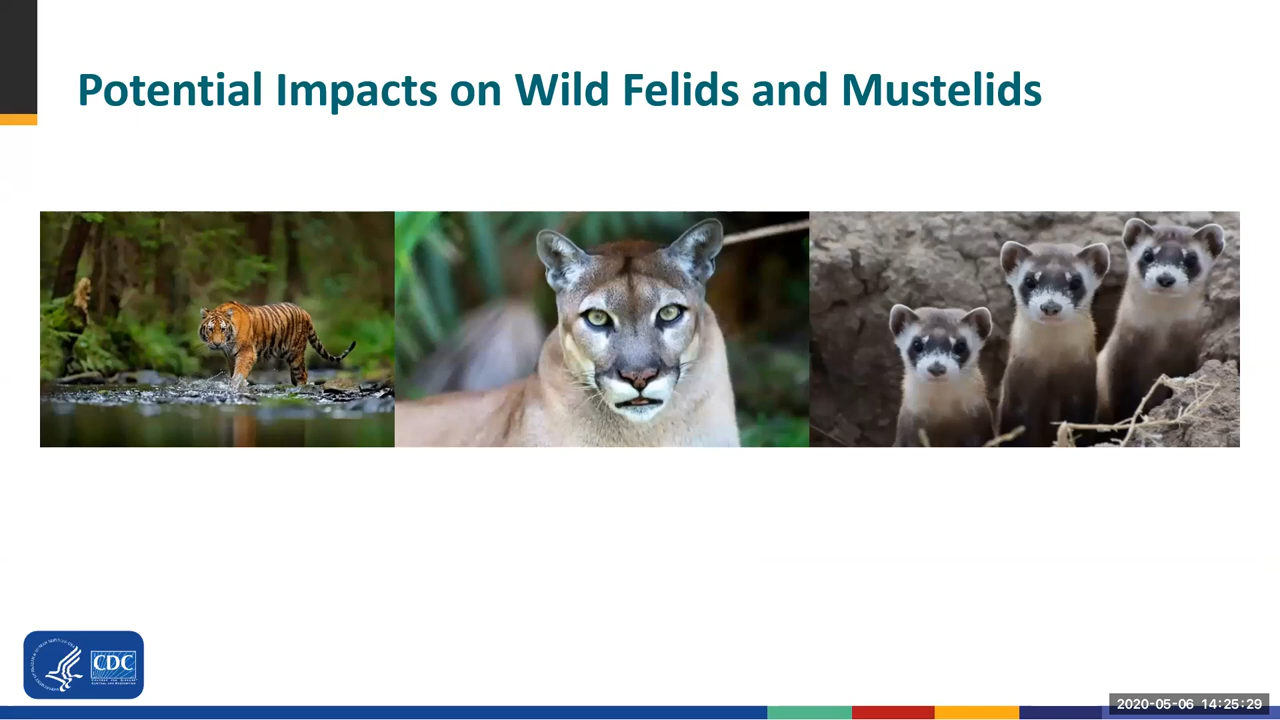 Potential Impacts on Wild Felids and Mustelids
CDC
2020-05-06 14:25:29